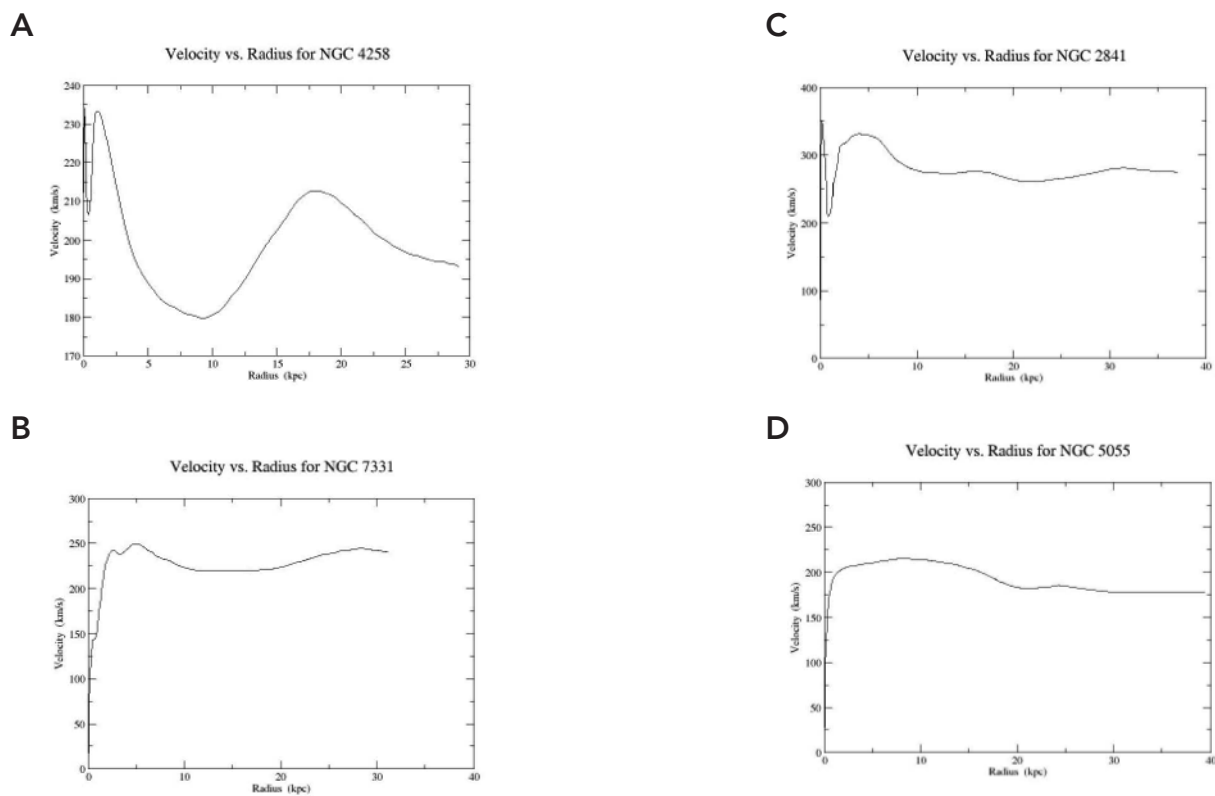 A
Velocity vs. Radius for NGC 4258
240
230
220
210
200
190
180
170
Velocity (km/s)
0 5 10 15 20 25 30
Radius (kpc)
B
Velocity vs. Radius for NGC 7331
300
250
200
150
100
50
0
Velocity (km/s)
0 10 20 30 40
Radius (kpc)
C
Velocity vs. Radius for NGC 2841
400
300
200
100
0
Velocity (km/s)
0 10 20 30 40
Radius (kpc)
D
Velocity vs. Radius for NGC 5055
300
250
200
150
100
50
0
Velocity (km/s)
0 10 20 30 40
Radius (kpc)